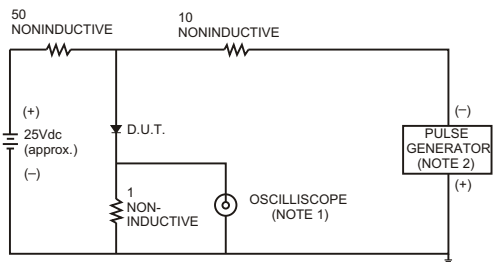 50
NONINDUCTIVE
10
NONINDUCTIVE
(+)
25Vdc
(approx.)
(–)
D.U.T.
1
NON-
INDUCTIVE
OSCILLISCOPE
(NOTE 1)
(–)
PULSE
GENERATOR
(NOTE 2)
(+)